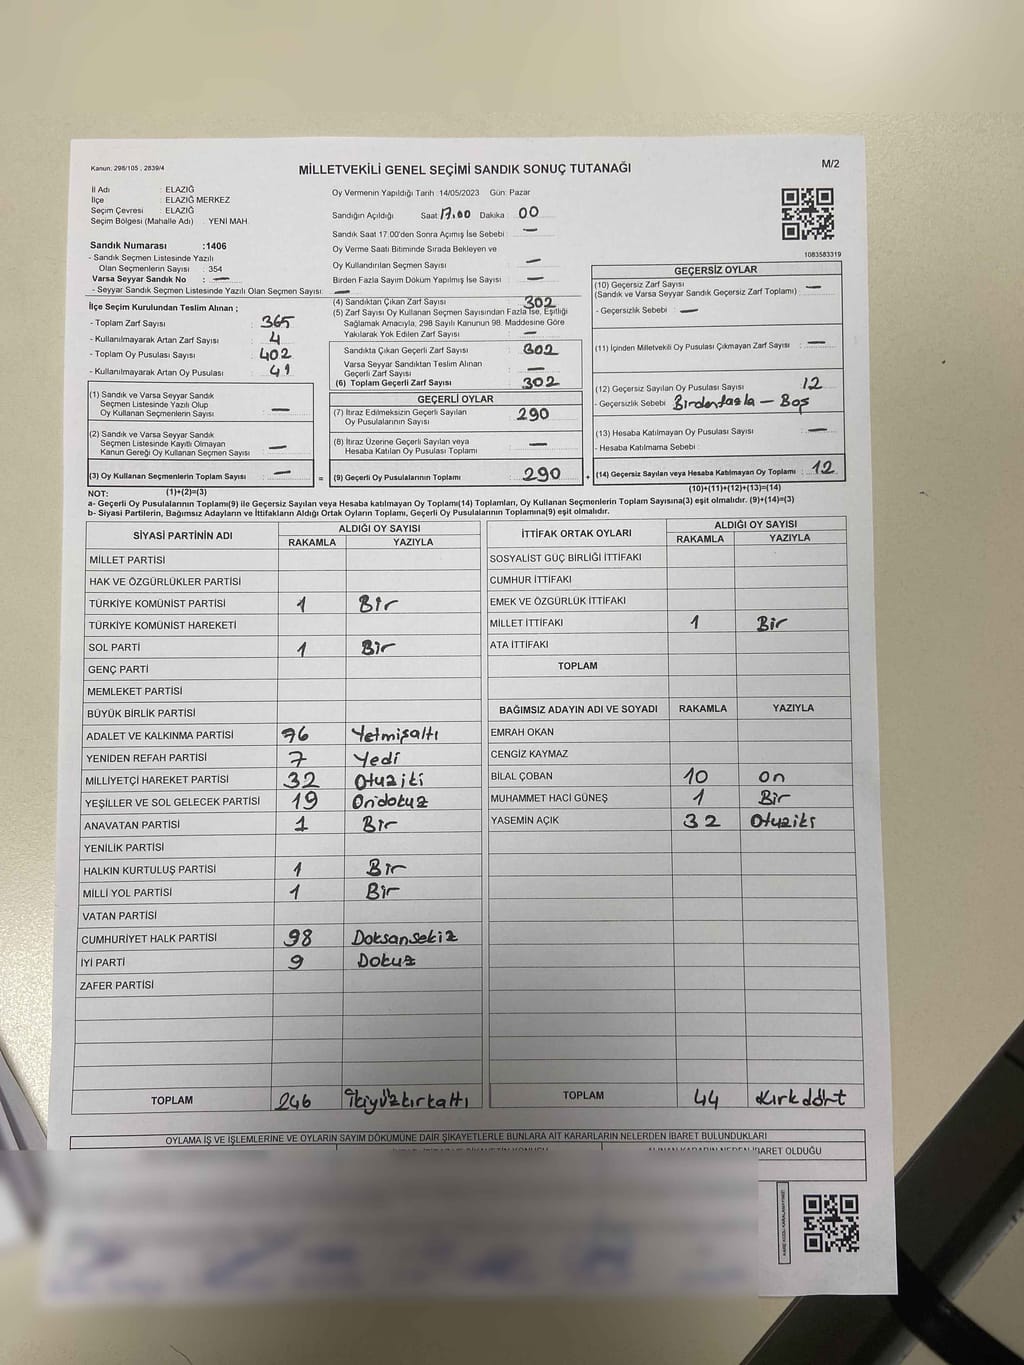 Kanun: 298/105 , 2839/4
MİLLETVEKİLİ GENEL SEÇİMİ SANDIK SONUÇ TUTANAĞI
M/2
İl Adı : ELAZIĞ
İlçe : ELAZIĞ MERKEZ
Seçim Çevresi : ELAZIĞ
Seçim Bölgesi (Mahalle Adı) : YENİ MAH.
Sandık Numarası :1406
- Sandık Seçmen Listesinde Yazılı
Olan Seçmenlerin Sayısı : 354
Varsa Seyyar Sandık No : —
- Seyyar Sandık Seçmen Listesinde Yazılı Olan Seçmen Sayısı: —
Oy Vermenin Yapıldığı Tarih :14/05/2023 Gün: Pazar
Sandığın Açıldığı Saat: 17.00 Dakika : 00
Sandık Saat 17.00'den Sonra Açımış İse Sebebi : —
Oy Verme Saati Bitiminde Sırada Bekleyen ve
Oy Kullandırılan Seçmen Sayısı —
Birden Fazla Sayım Döküm Yapılmış İse Sayısı : —
1083583319
İlçe Seçim Kurulundan Teslim Alınan ;
- Toplam Zarf Sayısı : 365
- Kullanılmayarak Artan Zarf Sayısı : 4
- Toplam Oy Pusulası Sayısı : 402
- Kullanılmayarak Artan Oy Pusulası : 41
(4) Sandıktan Çıkan Zarf Sayısı : 302
(5) Zarf Sayısı Oy Kullanan Seçmen Sayısından Fazla İse, Eşitliği
Sağlamak Amacıyla, 298 Sayılı Kanunun 98. Maddesine Göre
Yakılarak Yok Edilen Zarf Sayısı : —
Sandıkta Çıkan Geçerli Zarf Sayısı : 302
Varsa Seyyar Sandıktan Teslim Alınan
Geçerli Zarf Sayısı : —
(6) Toplam Geçerli Zarf Sayısı : 302
GEÇERSİZ OYLAR
(10) Geçersiz Zarf Sayısı
(Sandık ve Varsa Seyyar Sandık Geçersiz Zarf Toplamı) : —
- Geçersizlik Sebebi : —
(11) İçinden Milletvekili Oy Pusulası Çıkmayan Zarf Sayısı : —
(12) Geçersiz Sayılan Oy Pusulası Sayısı : 12
- Geçersizlik Sebebi : Birdenfazla — Boş
(13) Hesaba Katılmayan Oy Pusulası Sayısı : —
- Hesaba Katılmama Sebebi :
(14) Geçersiz Sayılan veya Hesaba Katılmayan Oy Toplamı : 12
(10)+(11)+(12)+(13)=(14)
(1) Sandık ve Varsa Seyyar Sandık
Seçmen Listesinde Yazılı Olup
Oy Kullanan Seçmenlerin Sayısı : —
(2) Sandık ve Varsa Seyyar Sandık
Seçmen Listesinde Kayıtlı Olmayan
Kanun Gereği Oy Kullanan Seçmen Sayısı : —
(3) Oy Kullanan Seçmenlerin Toplam Sayısı : —
=
GEÇERLİ OYLAR
(7) İtiraz Edilmeksizin Geçerli Sayılan
Oy Pusulalarının Sayısı : 290
(8) İtiraz Üzerine Geçerli Sayılan veya
Hesaba Katılan Oy Pusulası Toplamı : —
(9) Geçerli Oy Pusulalarının Toplamı : 290
+
NOT: (1)+(2)=(3)
a- Geçerli Oy Pusulalarının Toplamı(9) ile Geçersiz Sayılan veya Hesaba katılmayan Oy Toplamı(14) Toplamları, Oy Kullanan Seçmenlerin Toplam Sayısına(3) eşit olmalıdır. (9)+(14)=(3)
b- Siyasi Partilerin, Bağımsız Adayların ve İttifakların Aldığı Ortak Oyların Toplamı, Geçerli Oy Pusulalarının Toplamına(9) eşit olmalıdır.
SİYASİ PARTİNİN ADI ALDIĞI OY SAYISI
RAKAMLA YAZIYLA
MİLLET PARTİSİ
HAK VE ÖZGÜRLÜKLER PARTİSİ
TÜRKİYE KOMÜNİST PARTİSİ 1 Bir
TÜRKİYE KOMÜNİST HAREKETİ
SOL PARTİ 1 Bir
GENÇ PARTİ
MEMLEKET PARTİSİ
BÜYÜK BİRLİK PARTİSİ
ADALET VE KALKINMA PARTİSİ 76 Yetmişaltı
YENİDEN REFAH PARTİSİ 7 Yedi
MİLLİYETÇİ HAREKET PARTİSİ 32 Otuziki
YEŞİLLER VE SOL GELECEK PARTİSİ 19 Ondokuz
ANAVATAN PARTİSİ 1 Bir
YENİLİK PARTİSİ
HALKIN KURTULUŞ PARTİSİ 1 Bir
MİLLİ YOL PARTİSİ 1 Bir
VATAN PARTİSİ
CUMHURİYET HALK PARTİSİ 98 Doksansekiz
İYİ PARTİ 9 Dokuz
ZAFER PARTİSİ
TOPLAM 246 İkiyüzkırkaltı
İTTİFAK ORTAK OYLARI ALDIĞI OY SAYISI
RAKAMLA YAZIYLA
SOSYALİST GÜÇ BİRLİĞİ İTTİFAKI
CUMHUR İTTİFAKI
EMEK VE ÖZGÜRLÜK İTTİFAKI
MİLLET İTTİFAKI 1 Bir
ATA İTTİFAKI
TOPLAM
BAĞIMSIZ ADAYIN ADI VE SOYADI RAKAMLA YAZIYLA
EMRAH OKAN
CENGİZ KAYMAZ
BİLAL ÇOBAN 10 on
MUHAMMET HACİ GÜNEŞ 1 Bir
YASEMİN AÇIK 32 Otuziki
TOPLAM 44 Kırkdört
OYLAMA İŞ VE İŞLEMLERİNE VE OYLARIN SAYIM DÖKÜMÜNE DAİR ŞİKAYETLERLE BUNLARA AİT KARARLARIN NELERDEN İBARET BULUNDUKLARI
İBARET OLDUĞU